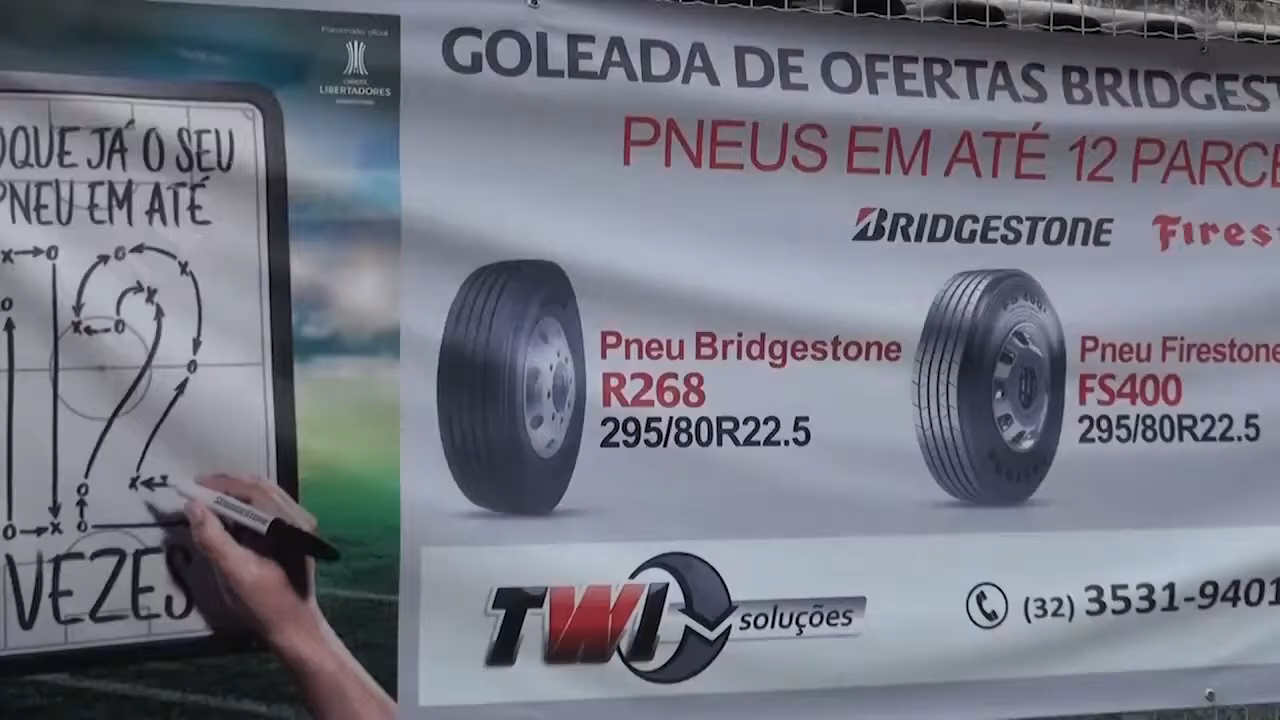 OQUE JÁ O SEU
PNEU EM ATÉ
12
VEZES
LIBERTADORES
GOLEADA DE OFERTAS BRIDGEST
PNEUS EM ATÉ 12 PARCE
BRIDGESTONE
Fires
Pneu Bridgestone
R268
295/80R22.5
Pneu Firestone
FS400
295/80R22.5
TWI
soluções
(32) 3531-9401